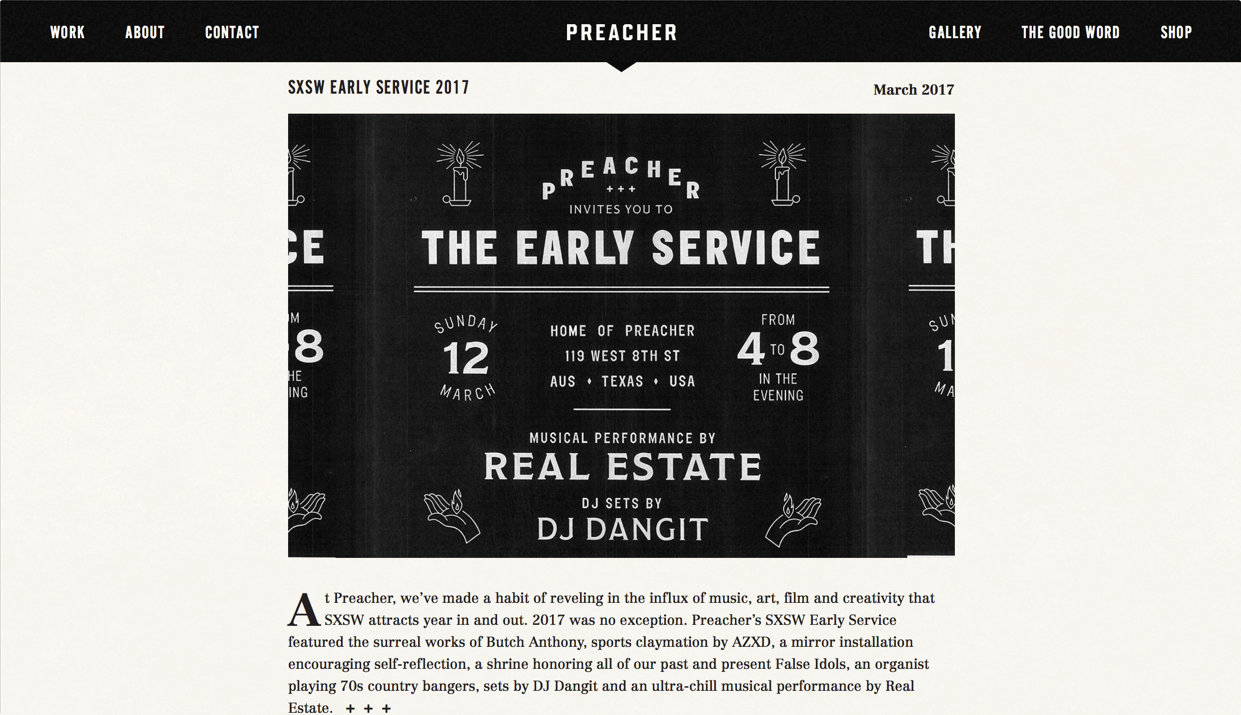 WORK ABOUT CONTACT PREACHER GALLERY THE GOOD WORD SHOP
SXSW EARLY SERVICE 2017 March 2017
PREACHER
+++
INVITES YOU TO
CE THE EARLY SERVICE TH
SUNDAY
12
MARCH
HOME OF PREACHER
119 WEST 8TH ST
AUS ♦ TEXAS ♦ USA
FROM
4 TO 8
IN THE
EVENING
MUSICAL PERFORMANCE BY
REAL ESTATE
DJ SETS BY
DJ DANGIT
At Preacher, we’ve made a habit of reveling in the influx of music, art, film and creativity that
SXSW attracts year in and out. 2017 was no exception. Preacher’s SXSW Early Service
featured the surreal works of Butch Anthony, sports claymation by AZXD, a mirror installation
encouraging self-reflection, a shrine honoring all of our past and present False Idols, an organist
playing 70s country bangers, sets by DJ Dangit and an ultra-chill musical performance by Real
Estate. + + +